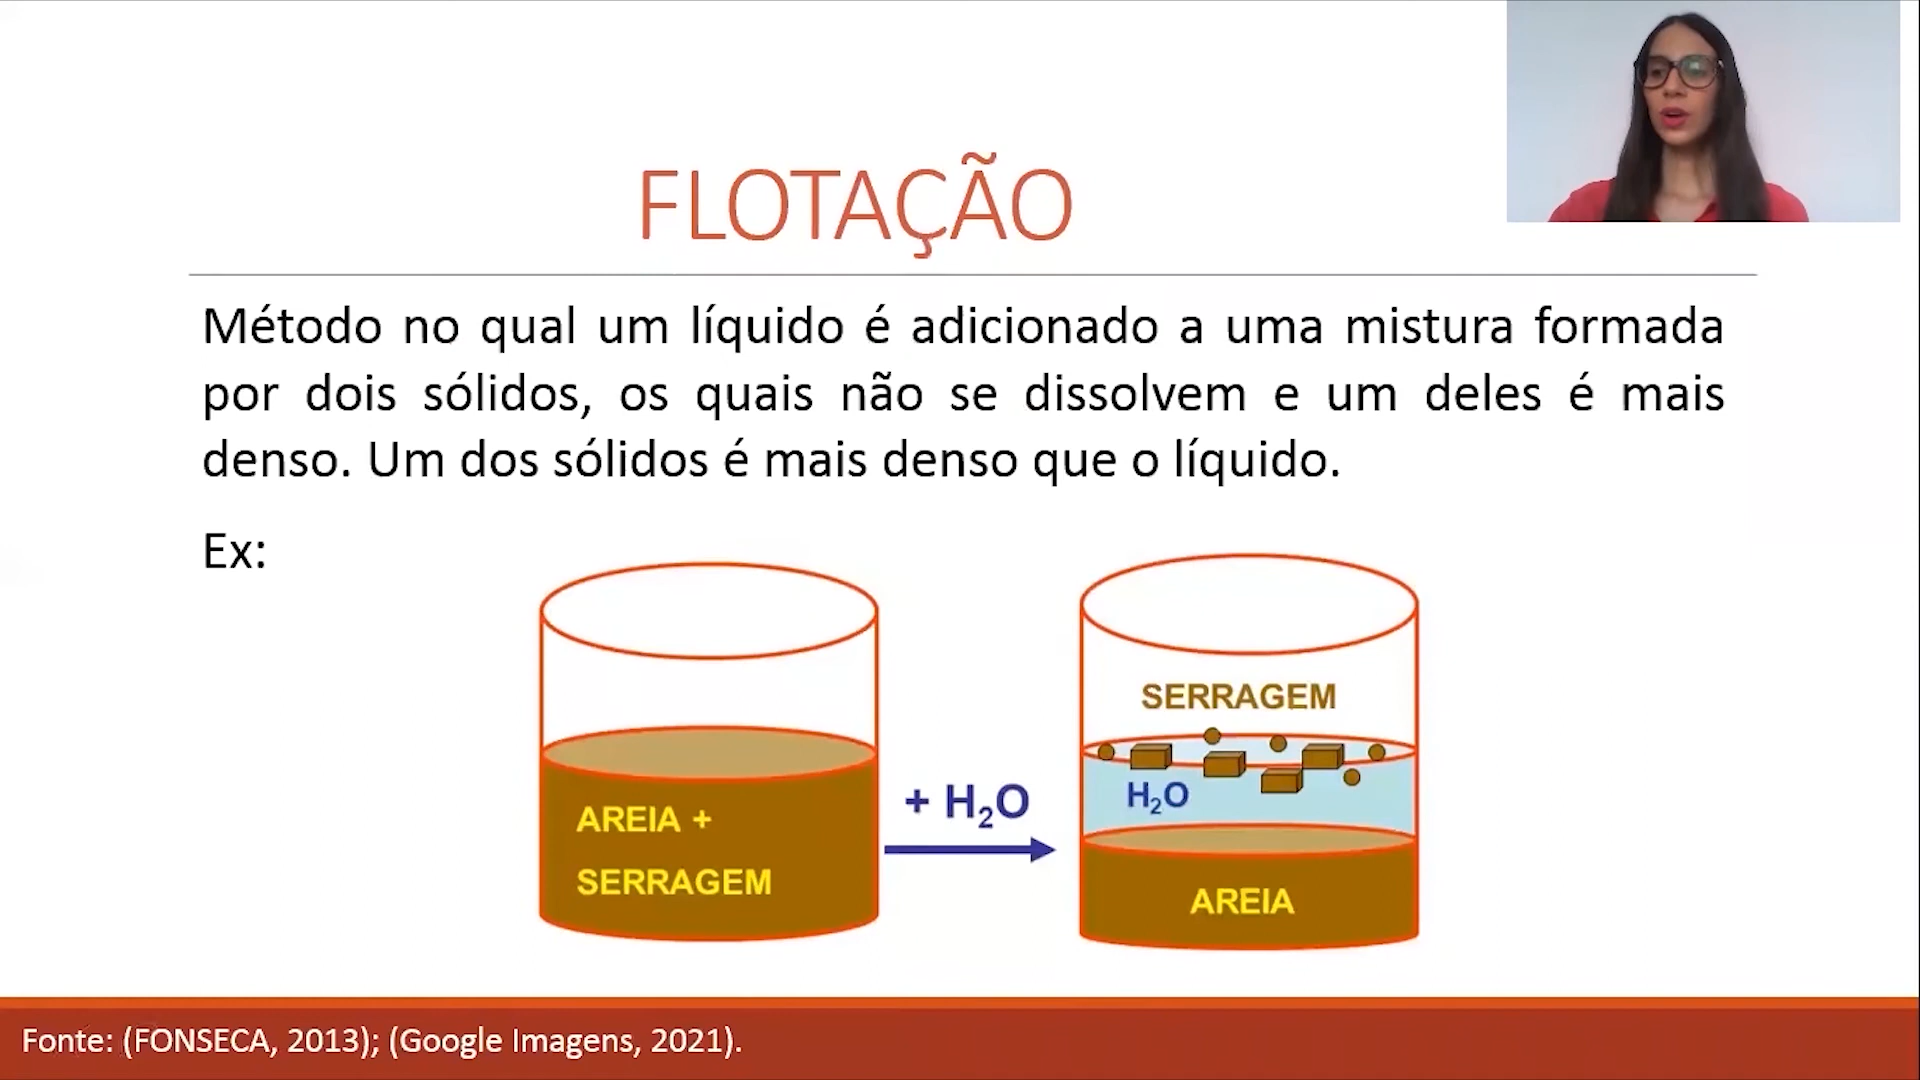 FLOTAÇÃO
Método no qual um líquido é adicionado a uma mistura formada
por dois sólidos, os quais não se dissolvem e um deles é mais
denso. Um dos sólidos é mais denso que o líquido.
Ex:
AREIA +
SERRAGEM
+ H₂O
SERRAGEM
H₂O
AREIA
Fonte: (FONSECA, 2013); (Google Imagens, 2021).